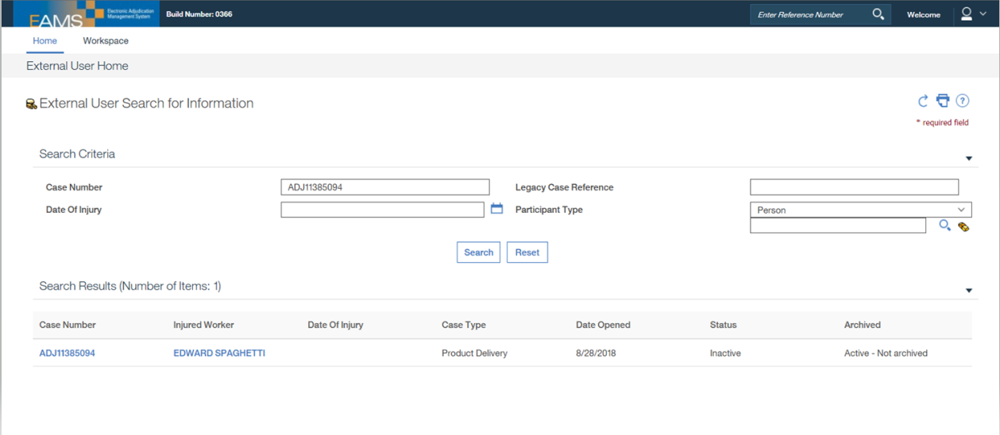 EAMS Electronic Adjudication Management System Build Number: 0366 Enter Reference Number Welcome
Home Workspace
External User Home
External User Search for Information
* required field
Search Criteria
Case Number ADJ11385094 Legacy Case Reference
Date Of Injury Participant Type Person
Search Reset
Search Results (Number of Items: 1)
Case Number Injured Worker Date Of Injury Case Type Date Opened Status Archived
ADJ11385094 EDWARD SPAGHETTI Product Delivery 8/28/2018 Inactive Active - Not archived